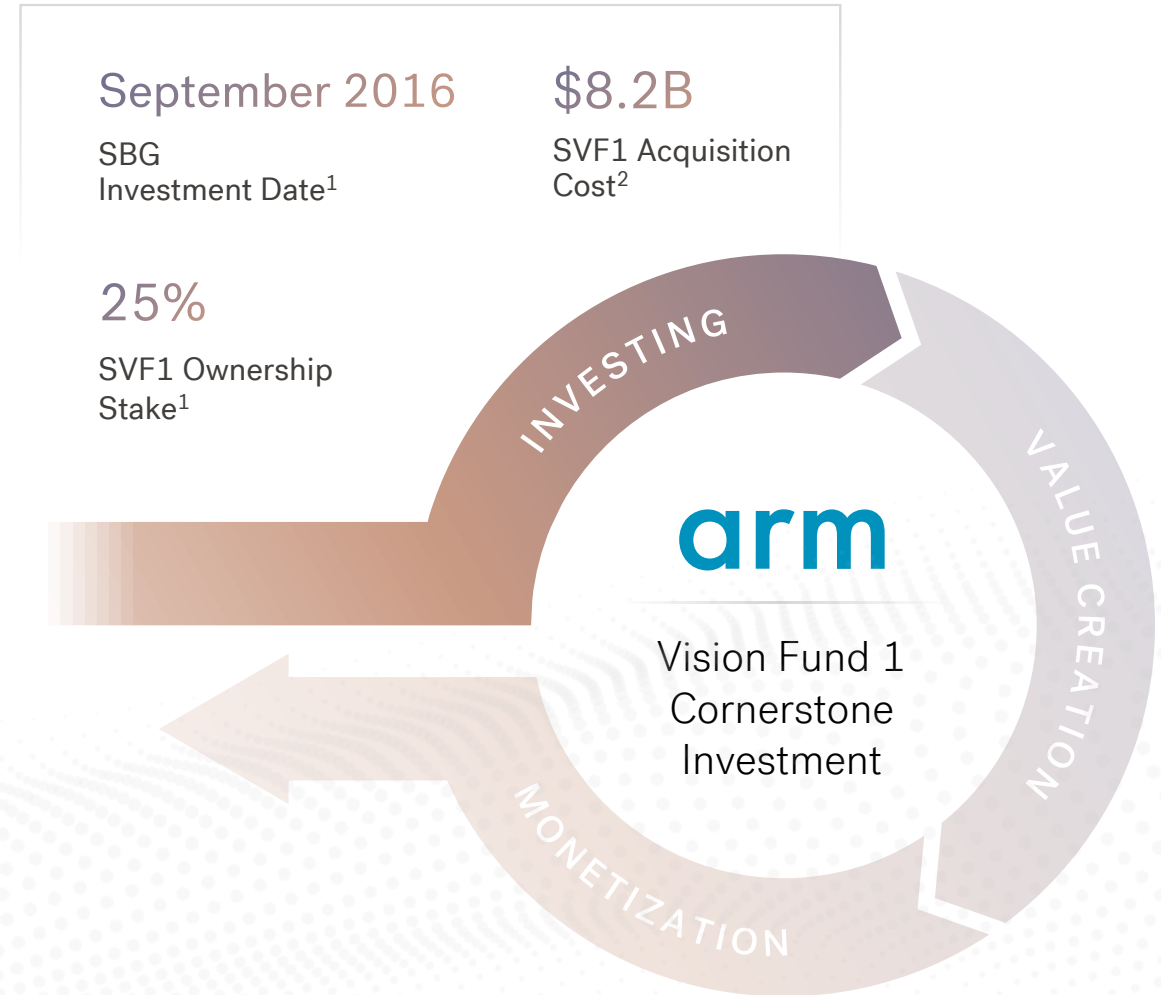 September 2016
SBG
Investment Date¹
$8.2B
SVF1 Acquisition
Cost²
25%
SVF1 Ownership
Stake¹
INVESTING
VALUE CREATION
MONETIZATION
arm
Vision Fund 1
Cornerstone
Investment